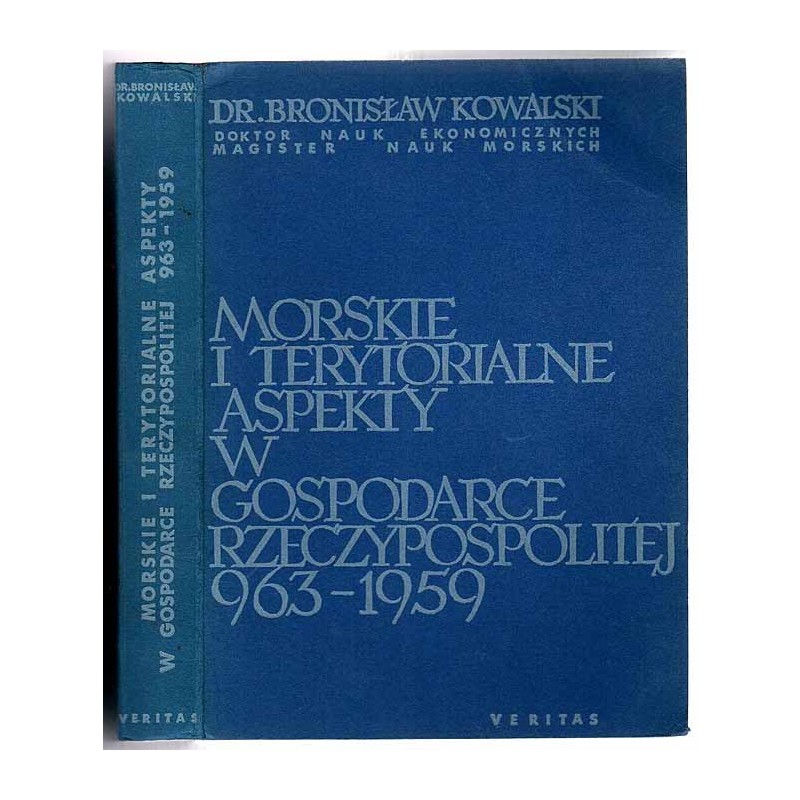 DR. BRONISŁAW
KOWALSKI
MORSKIE I TERYTORIALNE ASPEKTY
W GOSPODARCE RZECZYPOSPOLITEJ 963-1959
VERITAS
DR. BRONISŁAW KOWALSKI
DOKTOR NAUK EKONOMICZNYCH
MAGISTER NAUK MORSKICH
MORSKIE
I TERYTORIALNE
ASPEKTY
W
GOSPODARCE
RZECZYPOSPOLITEJ
963-1959
VERITAS